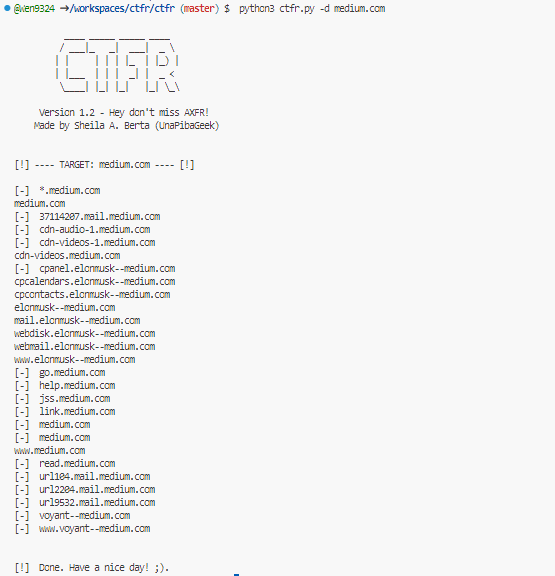 @Wen9324 →/workspaces/ctfr/ctfr (master) $ python3 ctfr.py -d medium.com
CTFR
Version 1.2 - Hey don't miss AXFR!
Made by Sheila A. Berta (UnaPibaGeek)
[!] ---- TARGET: medium.com ---- [!]
[-] *.medium.com
medium.com
[-] 37114207.mail.medium.com
[-] cdn-audio-1.medium.com
[-] cdn-videos-1.medium.com
cdn-videos.medium.com
[-] cpanel.elonmusk--medium.com
cpcalendars.elonmusk--medium.com
cpcontacts.elonmusk--medium.com
elonmusk--medium.com
mail.elonmusk--medium.com
webdisk.elonmusk--medium.com
webmail.elonmusk--medium.com
www.elonmusk--medium.com
[-] go.medium.com
[-] help.medium.com
[-] jss.medium.com
[-] link.medium.com
[-] medium.com
[-] medium.com
www.medium.com
[-] read.medium.com
[-] url104.mail.medium.com
[-] url2204.mail.medium.com
[-] url9532.mail.medium.com
[-] voyant--medium.com
[-] www.voyant--medium.com
[!] Done. Have a nice day! ;).